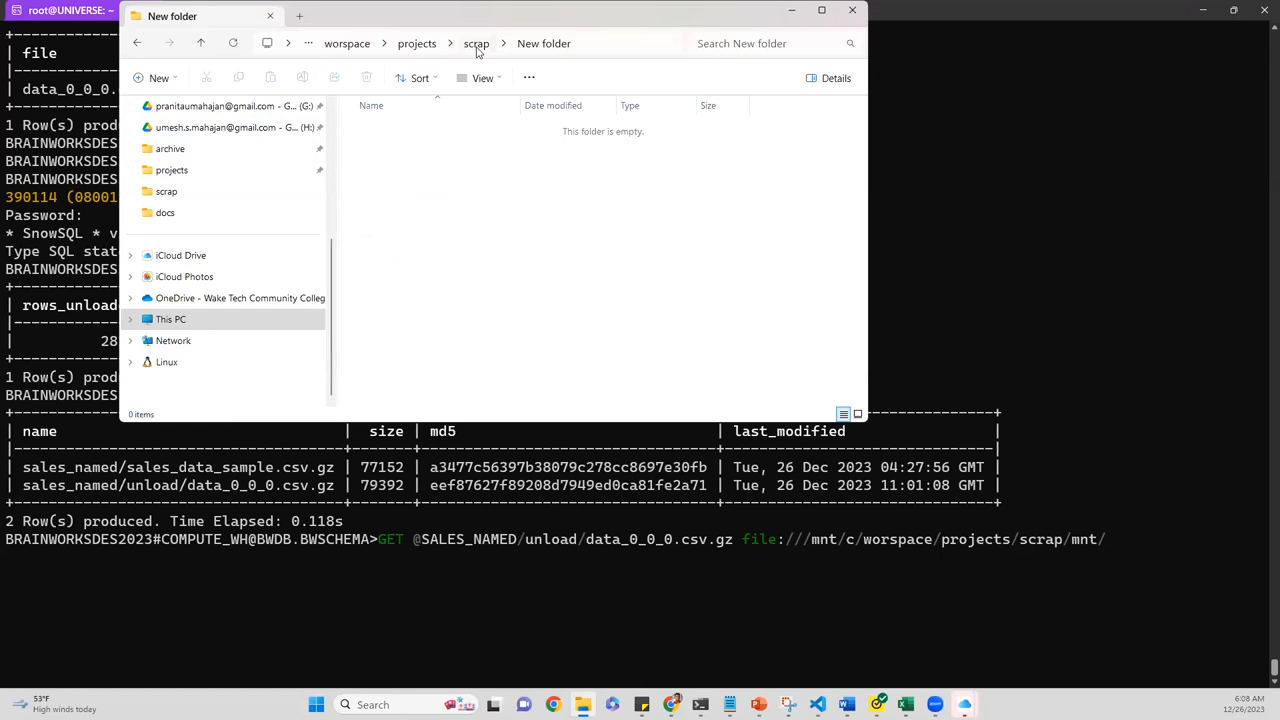 root@UNIVERSE: ~
New folder
worspace
projects
scrap
New folder
Search New folder
New
Sort
View
Details
Name
Date modified
Type
Size
This folder is empty.
pranitaumahajan@gmail.com - G... (G:)
umesh.s.mahajan@gmail.com - G... (H:)
archive
projects
scrap
docs
iCloud Drive
iCloud Photos
OneDrive - Wake Tech Community Colleg
This PC
Network
Linux
0 items
| file
| data_0_0_0.
1 Row(s) prod
BRAINWORKSDES
BRAINWORKSDES
BRAINWORKSDES
390114 (08001
Password:
* SnowSQL * v
Type SQL stat
BRAINWORKSDES
| rows_unload
| 28
1 Row(s) prod
BRAINWORKSDES
| name | size | md5 | last_modified |
| sales_named/sales_data_sample.csv.gz | 77152 | a3477c56397b38079c278cc8697e30fb | Tue, 26 Dec 2023 04:27:56 GMT |
| sales_named/unload/data_0_0_0.csv.gz | 79392 | eef87627f89208d7949ed0ca81fe2a71 | Tue, 26 Dec 2023 11:01:08 GMT |
2 Row(s) produced. Time Elapsed: 0.118s
BRAINWORKSDES2023#COMPUTE_WH@BWDB.BWSCHEMA>GET @SALES_NAMED/unload/data_0_0_0.csv.gz file:///mnt/c/worspace/projects/scrap/mnt/
53°F
High winds today
Search
6:08 AM
12/26/2023